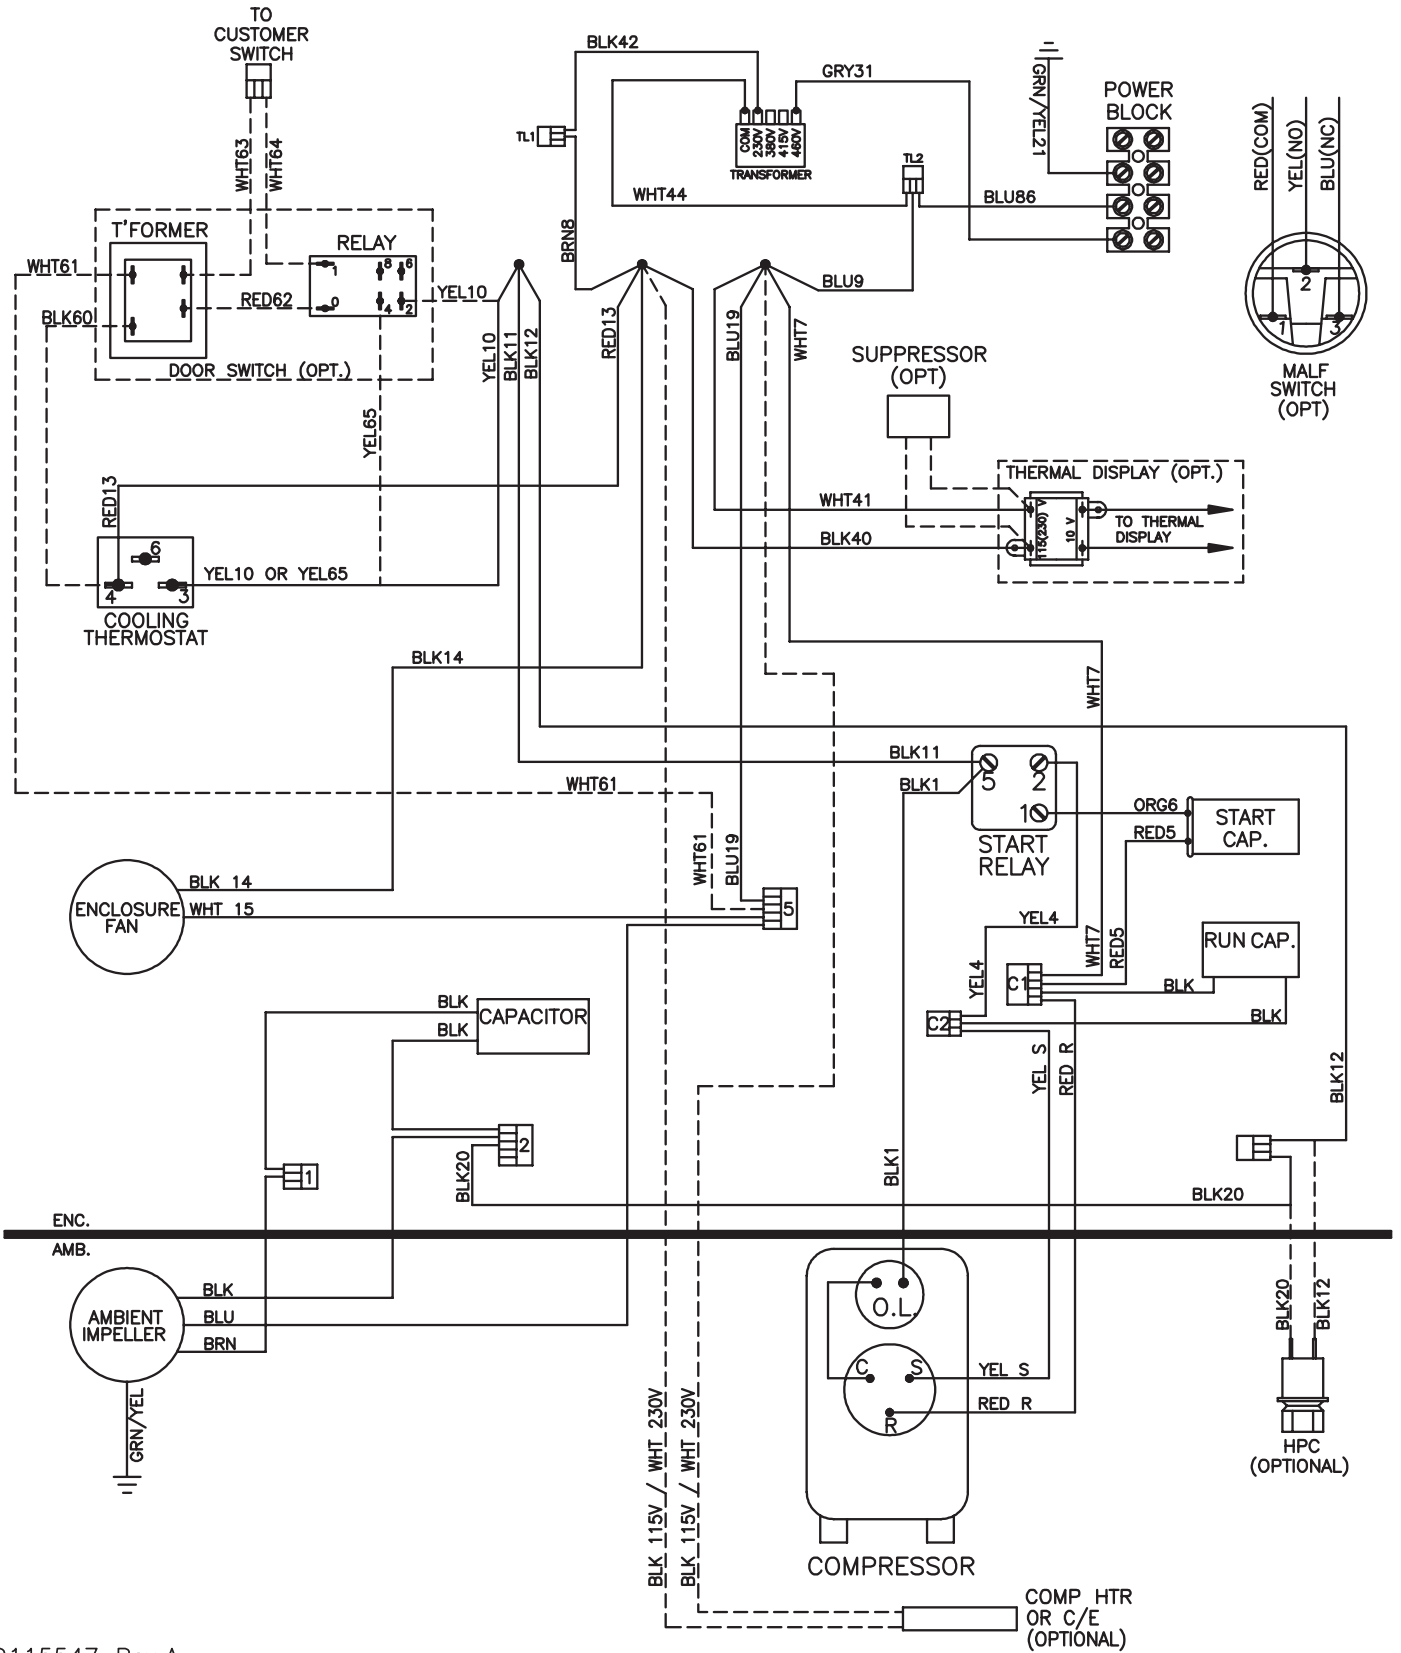 TO
CUSTOMER
SWITCH
WHT63
WHT64
BLK42
GRY31
GRN/YEL21
POWER
BLOCK
RED(COM)
YEL(NO)
BLU(NC)
TL1
COM
230V
380V
415V
460V
TRANSFORMER
TL2
WHT44
BLU86
T'FORMER
RELAY
BRN8
WHT61
1
8
6
RED62
0
4
2
YEL10
BLU9
BLK60
DOOR SWITCH (OPT.)
YEL10
BLK11
BLK12
RED13
BLU19
WHT7
2
1
3
MALF
SWITCH
(OPT)
SUPPRESSOR
(OPT)
YEL65
THERMAL DISPLAY (OPT.)
RED13
WHT41
115(230) V
10 V
TO THERMAL
DISPLAY
BLK40
6
4
3
YEL10 OR YEL65
COOLING
THERMOSTAT
BLK14
WHT7
BLK11
WHT61
BLK1
5
2
1
ORG6
RED5
START
CAP.
START
RELAY
WHT61
BLU19
BLK 14
ENCLOSURE
FAN
WHT 15
5
YEL4
RUN CAP.
WHT7
RED5
YEL4
C1
BLK
BLK
CAPACITOR
BLK
C2
BLK
YEL S
RED R
BLK12
2
1
BLK20
BLK1
BLK20
ENC.
AMB.
BLK
AMBIENT
IMPELLER
BLU
BRN
GRN/YEL
O.L.
C
S
R
YEL S
RED R
BLK20
BLK12
HPC
(OPTIONAL)
BLK 115V / WHT 230V
BLK 115V / WHT 230V
COMPRESSOR
COMP HTR
OR C/E
(OPTIONAL)